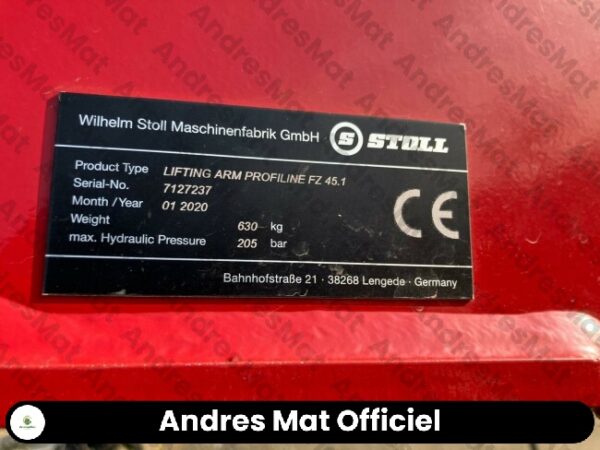 Wilhelm Stoll Maschinenfabrik GmbH S STOLL
Product Type LIFTING ARM PROFILINE FZ 45.1
Serial-No. 7127237
Month / Year 01 2020
Weight 630 kg
max. Hydraulic Pressure 205 bar
CE
Bahnhofstraße 21 · 38268 Lengede · Germany
Andres Mat Officiel